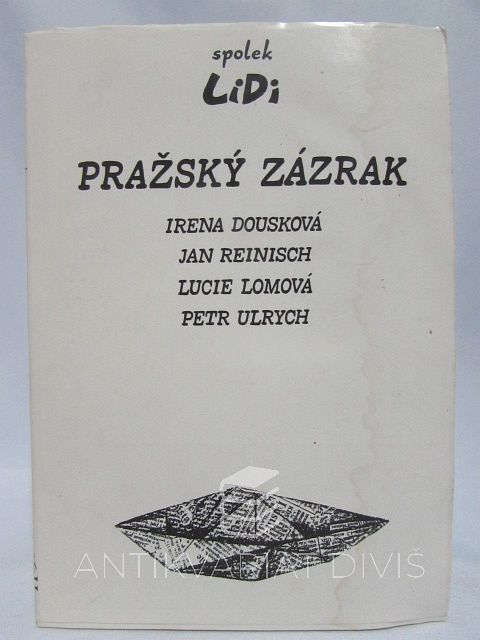 spolek
LiDi
PRAŽSKÝ ZÁZRAK
IRENA DOUSKOVÁ
JAN REINISCH
LUCIE LOMOVÁ
PETR ULRYCH
ANTIKVARIÁT DIVIŠ